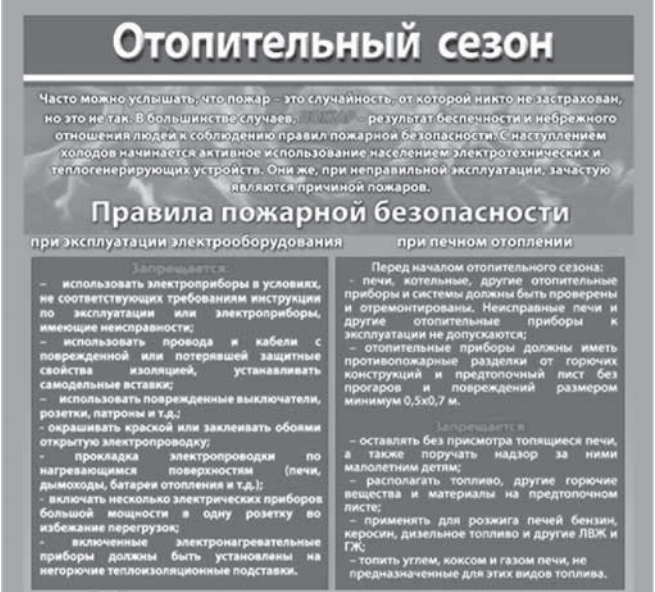 Отопительный сезон
Часто можно услышать, что пожар – это случайность, от которой никто не застрахован,
но это не так. В большинстве случаев, ПОЖАР – результат беспечности и небрежного
отношения людей к соблюдению правил пожарной безопасности. С наступлением
холодов начинается активное использование населением электротехнических и
теплогенерирующих устройств. Они же, при неправильной эксплуатации, зачастую
являются причиной пожаров.
Правила пожарной безопасности
при эксплуатации электрооборудования
Запрещается:
– использовать электроприборы в условиях,
не соответствующих требованиям инструкции
по эксплуатации или электроприборы,
имеющие неисправности;
– использовать провода и кабели с
поврежденной или потерявшей защитные
свойства изоляцией, устанавливать
самодельные вставки;
– использовать поврежденные выключатели,
розетки, патроны и т.д.;
- окрашивать краской или заклеивать обоями
открытую электропроводку;
- прокладка электропроводки по
нагревающимся поверхностям (печи,
дымоходы, батареи отопления и т.д.);
- включать несколько электрических приборов
большой мощности в одну розетку во
избежание перегрузок;
- включенные электронагревательные
приборы должны быть установлены на
негорючие теплоизоляционные подставки.
при печном отоплении
Перед началом отопительного сезона:
- печи, котельные, другие отопительные
приборы и системы должны быть проверены
и отремонтированы. Неисправные печи и
другие отопительные приборы к
эксплуатации не допускаются;
– отопительные приборы должны иметь
противопожарные разделки от горючих
конструкций и предтопочный лист без
прогаров и повреждений размером
минимум 0,5х0,7 м.
Запрещается
– оставлять без присмотра топящиеся печи,
а также поручать надзор за ними
малолетним детям;
– располагать топливо, другие горючие
вещества и материалы на предтопочном
листе;
– применять для розжига печей бензин,
керосин, дизельное топливо и другие ЛВЖ и
ГЖ;
– топить углем, коксом и газом печи, не
предназначенные для этих видов топлива.